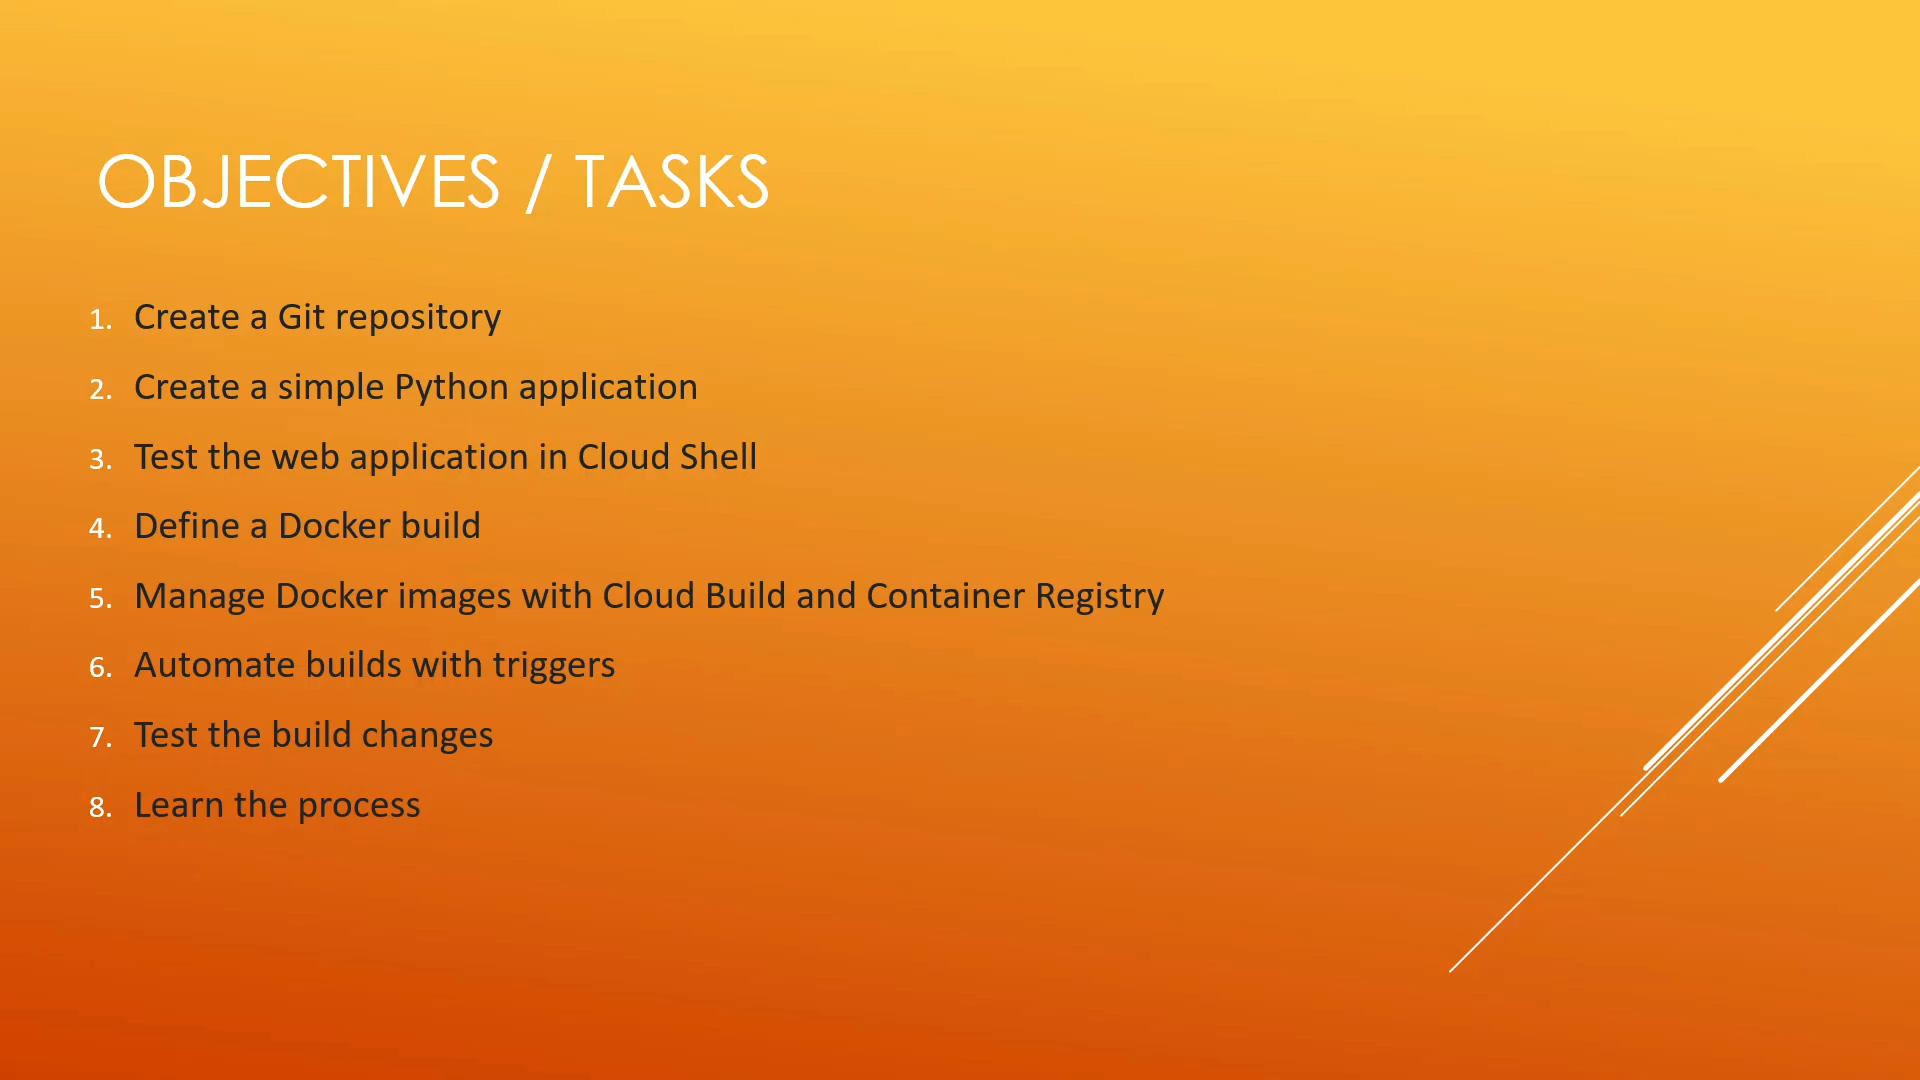 OBJECTIVES / TASKS
1. Create a Git repository
2. Create a simple Python application
3. Test the web application in Cloud Shell
4. Define a Docker build
5. Manage Docker images with Cloud Build and Container Registry
6. Automate builds with triggers
7. Test the build changes
8. Learn the process